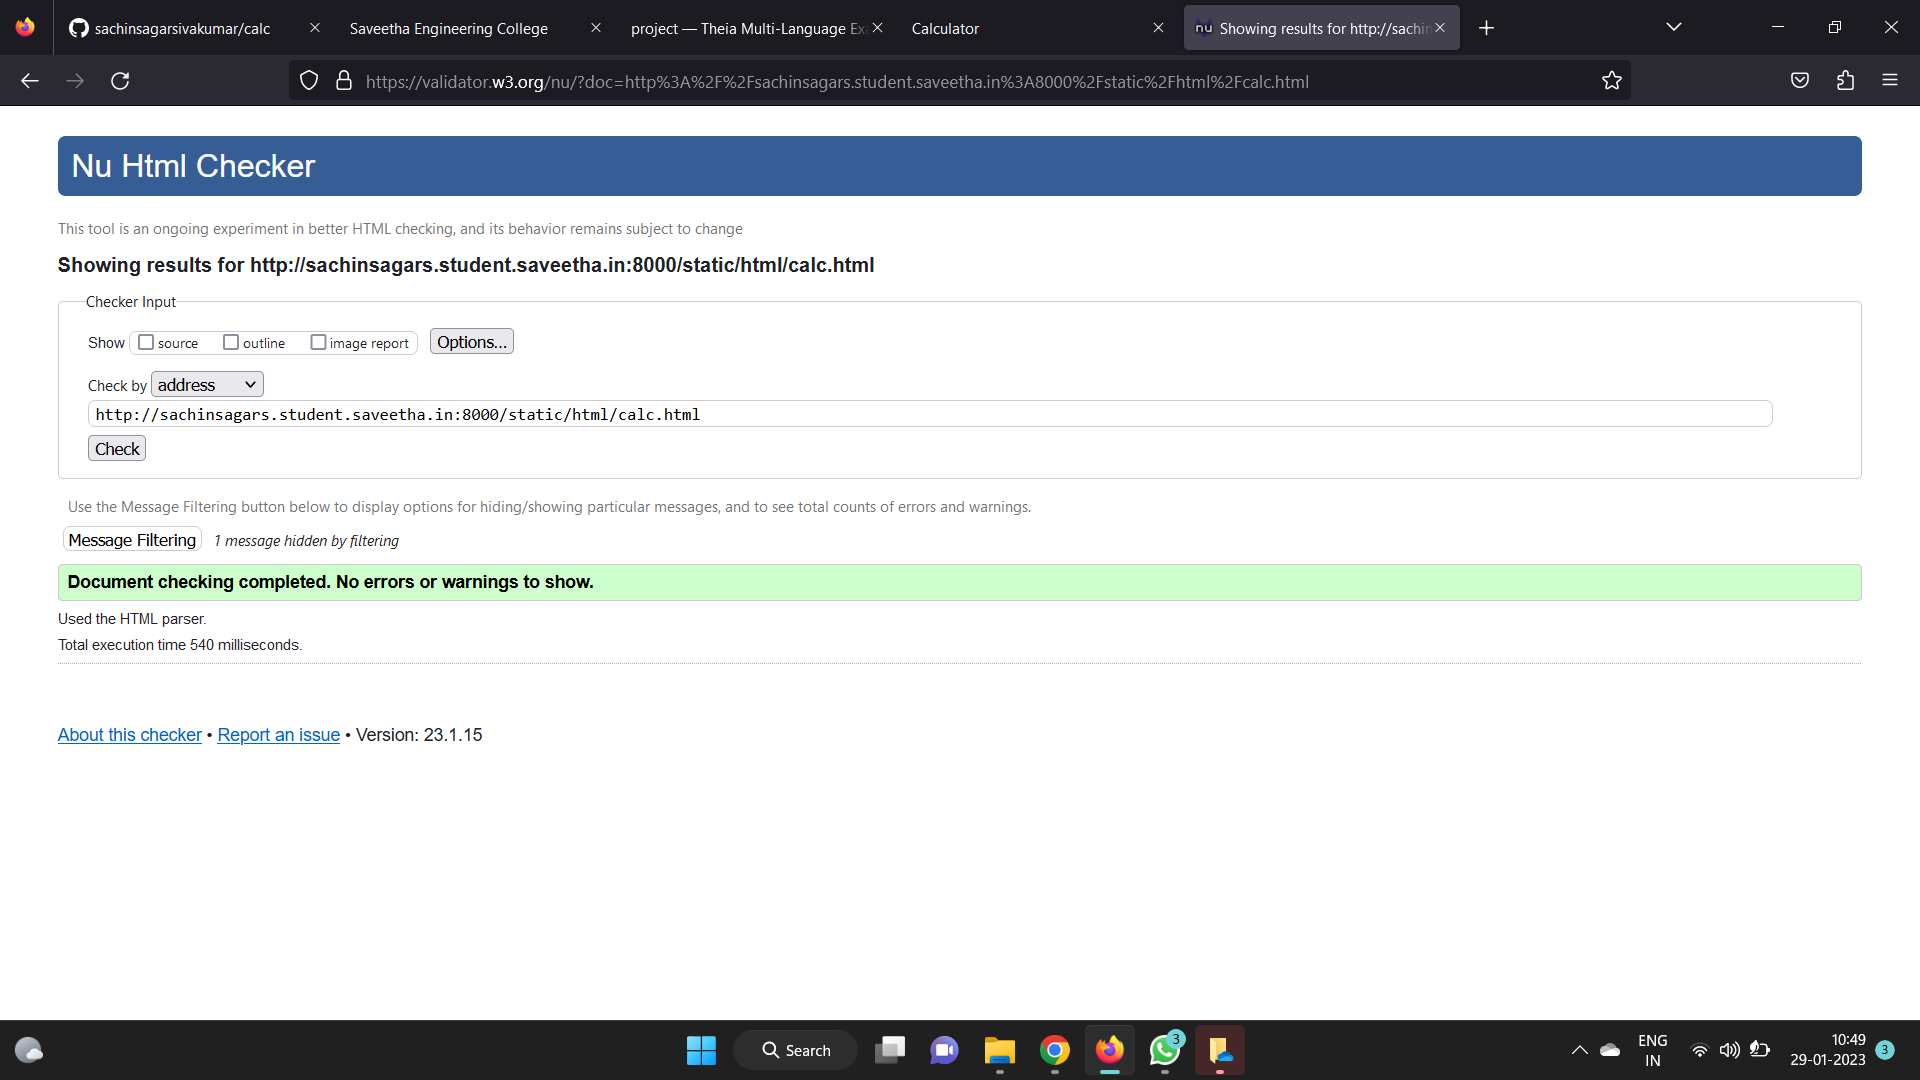 sachinsagarsivakumar/calc
Saveetha Engineering College
project — Theia Multi-Language Ex
Calculator
nu Showing results for http://sachin
https://validator.w3.org/nu/?doc=http%3A%2F%2Fsachinsagars.student.saveetha.in%3A8000%2Fstatic%2Fhtml%2Fcalc.html
Nu Html Checker
This tool is an ongoing experiment in better HTML checking, and its behavior remains subject to change
Showing results for http://sachinsagars.student.saveetha.in:8000/static/html/calc.html
Checker Input
Show source outline image report Options...
Check by address
http://sachinsagars.student.saveetha.in:8000/static/html/calc.html
Check
Use the Message Filtering button below to display options for hiding/showing particular messages, and to see total counts of errors and warnings.
Message Filtering 1 message hidden by filtering
Document checking completed. No errors or warnings to show.
Used the HTML parser.
Total execution time 540 milliseconds.
About this checker • Report an issue • Version: 23.1.15
Search
3
ENG
IN
10:49
29-01-2023
3